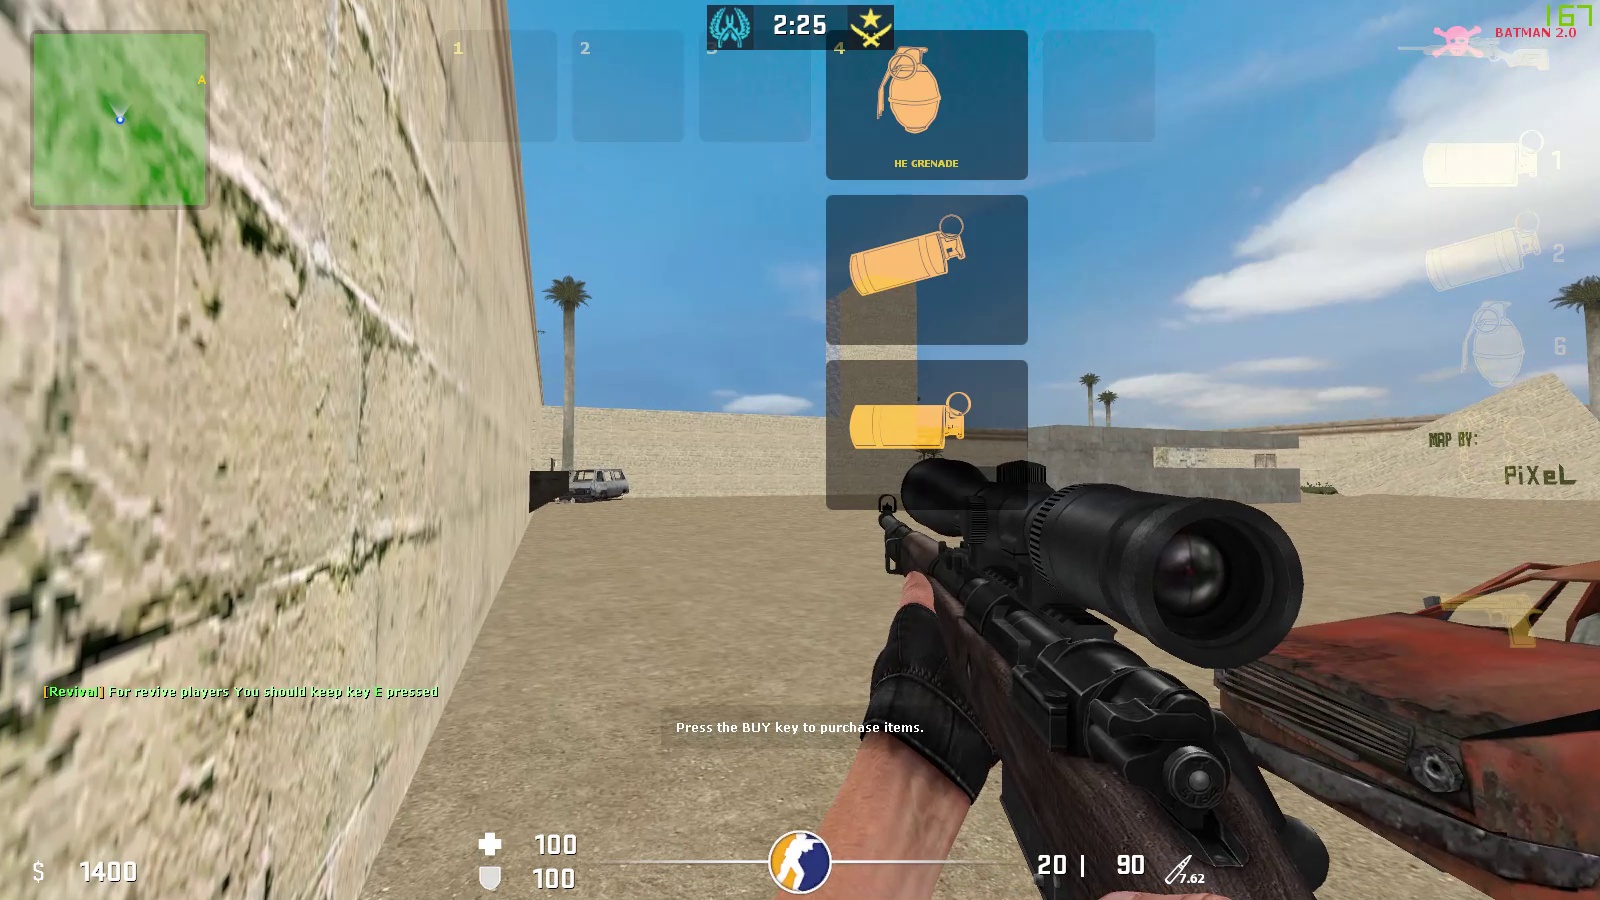 2:25
167
BATMAN 2.0
1
2
3
4
A
HE GRENADE
1
2
6
MAP BY:
PiXeL
[Revival] For revive players You should keep key E pressed
Press the BUY key to purchase items.
$ 1400
100
100
20 | 90
7.62